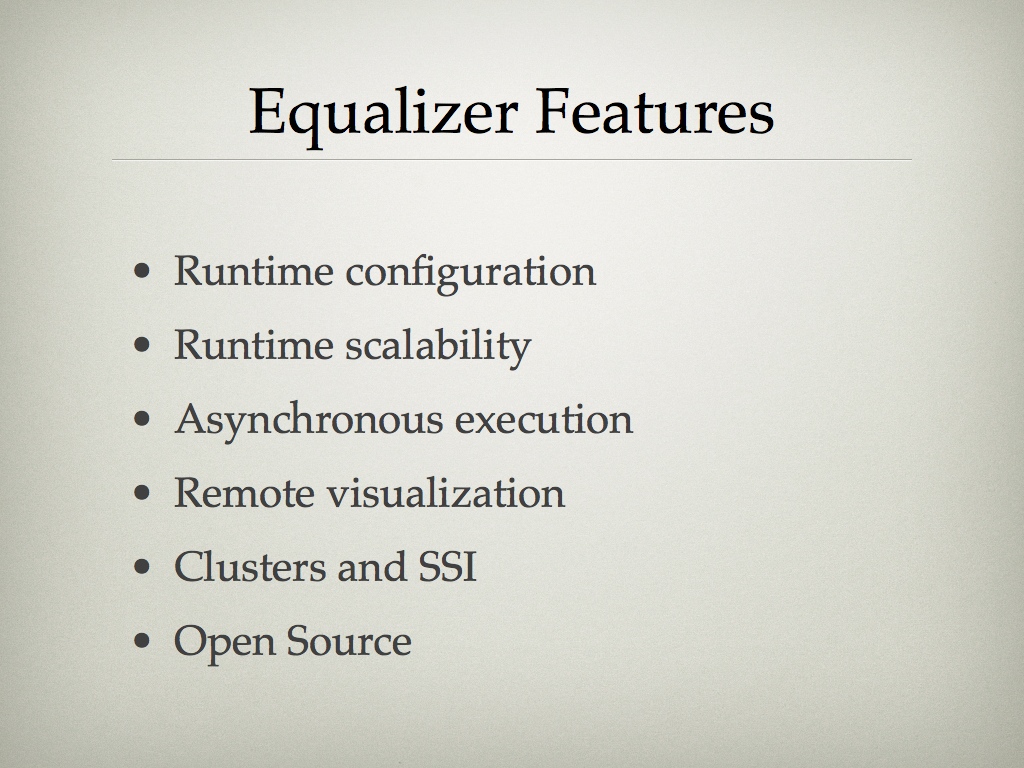 Equalizer Features
• Runtime configuration
• Runtime scalability
• Asynchronous execution
• Remote visualization
• Clusters and SSI
• Open Source